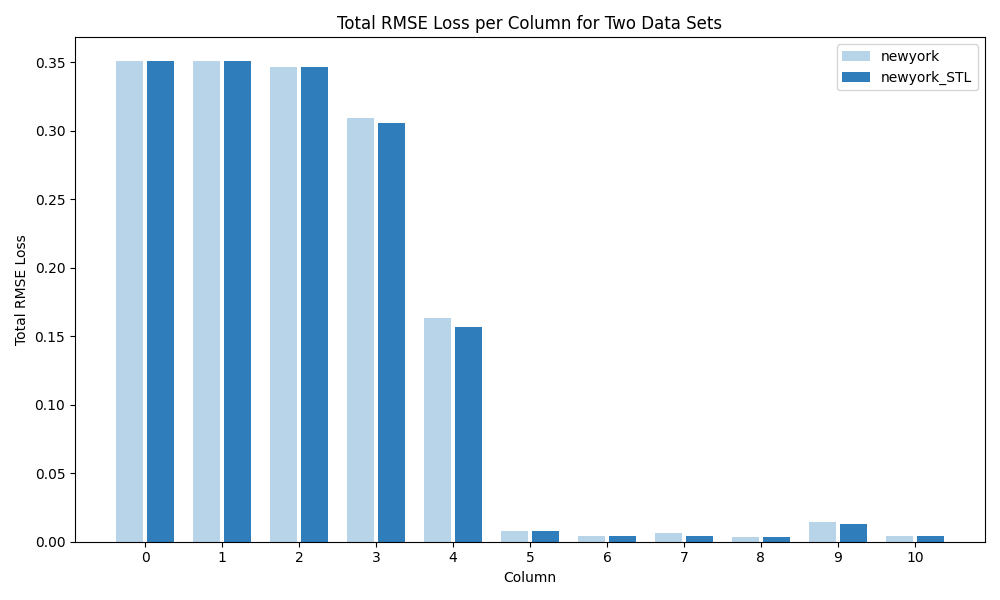 Total RMSE Loss per Column for Two Data Sets
newyork
newyork_STL
Total RMSE Loss
0.35
0.30
0.25
0.20
0.15
0.10
0.05
0.00
0 1 2 3 4 5 6 7 8 9 10
Column